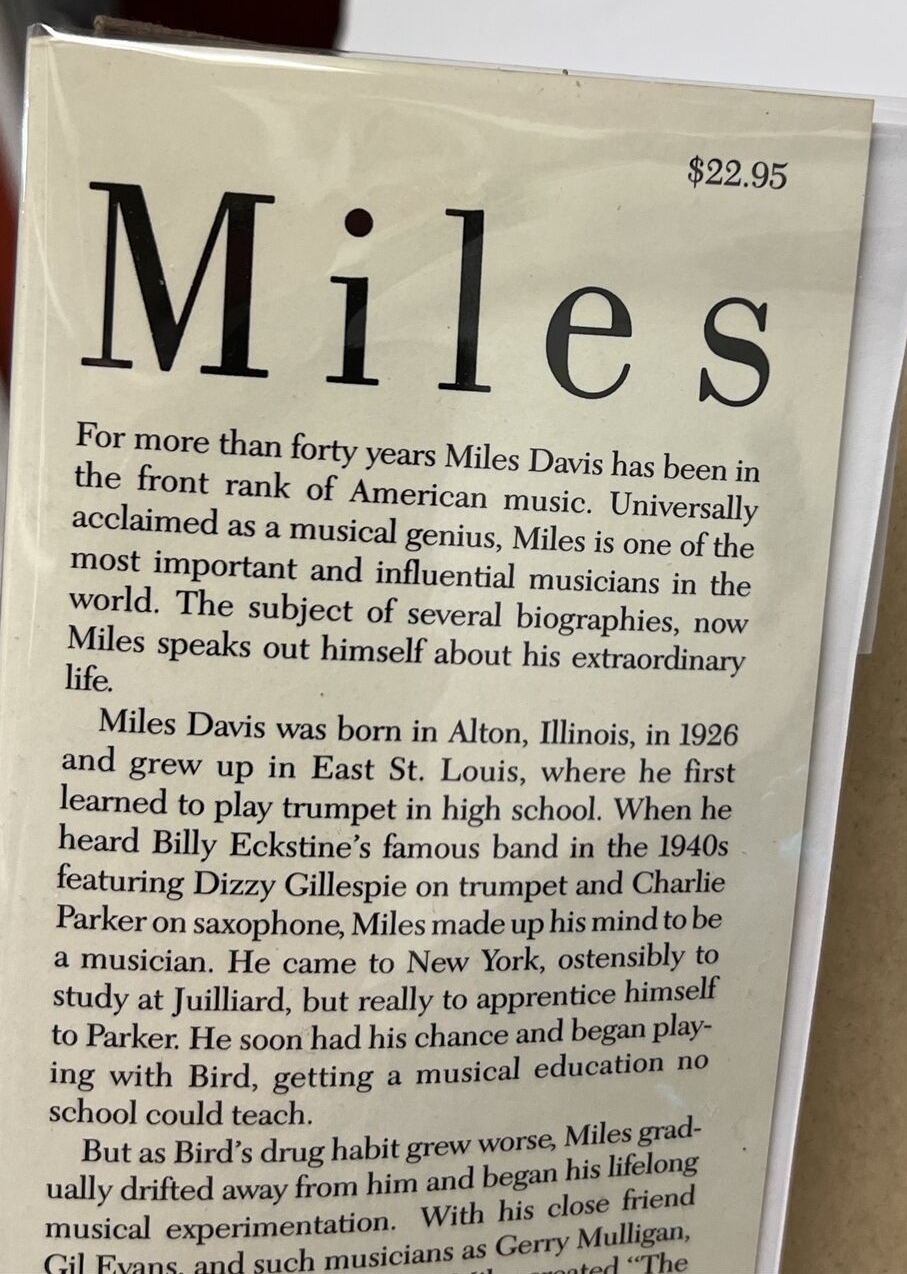 $22.95
Miles
For more than forty years Miles Davis has been in
the front rank of American music. Universally
acclaimed as a musical genius, Miles is one of the
most important and influential musicians in the
world. The subject of several biographies, now
Miles speaks out himself about his extraordinary
life.
Miles Davis was born in Alton, Illinois, in 1926
and grew up in East St. Louis, where he first
learned to play trumpet in high school. When he
heard Billy Eckstine's famous band in the 1940s
featuring Dizzy Gillespie on trumpet and Charlie
Parker on saxophone, Miles made up his mind to be
a musician. He came to New York, ostensibly to
study at Juilliard, but really to apprentice himself
to Parker. He soon had his chance and began play-
ing with Bird, getting a musical education no
school could teach.
But as Bird's drug habit grew worse, Miles grad-
ually drifted away from him and began his lifelong
musical experimentation. With his close friend
Gil Evans, and such musicians as Gerry Mulligan,
"The